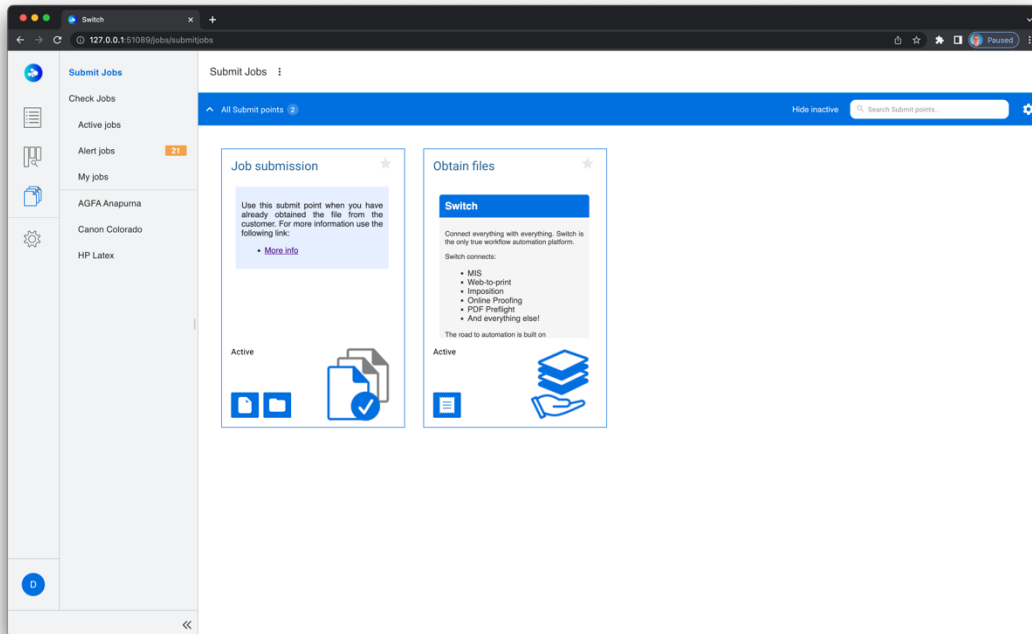 Switch
127.0.0.1:51089/jobs/submitjobs
Paused
Submit Jobs
Check Jobs
Active jobs
Alert jobs 21
My jobs
AGFA Anapurna
Canon Colorado
HP Latex
D
Submit Jobs
All Submit points 2
Hide inactive
Search Submit points...
Job submission
Use this submit point when you have
already obtained the file from the
customer. For more information use the
following link:
• More info
Active
Obtain files
Switch
Connect everything with everything. Switch is
the only true workflow automation platform.
Switch connects:
• MIS
• Web-to-print
• Imposition
• Online Proofing
• PDF Preflight
• And everything else!
The road to automation is built on
Active